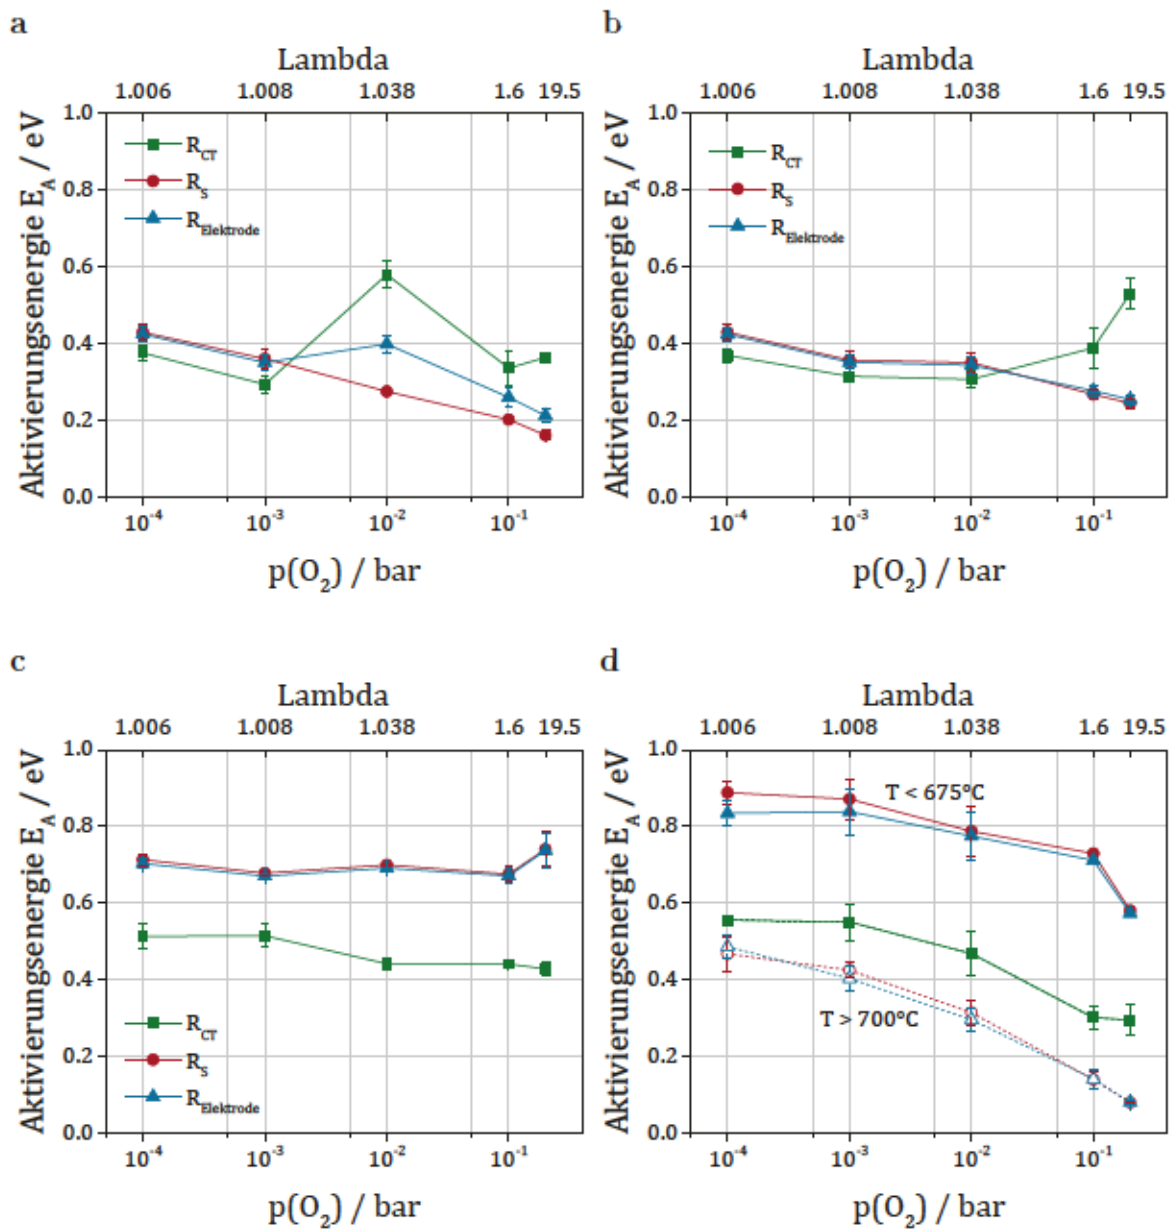 a
Lambda
1.006 1.008 1.038 1.6 19.5
Aktivierungsenergie E_A / eV
1.0
0.8
0.6
0.4
0.2
0.0
R_CT
R_S
R_Elektrode
10^-4 10^-3 10^-2 10^-1
p(O_2) / bar
b
Lambda
1.006 1.008 1.038 1.6 19.5
Aktivierungsenergie E_A / eV
1.0
0.8
0.6
0.4
0.2
0.0
R_CT
R_S
R_Elektrode
10^-4 10^-3 10^-2 10^-1
p(O_2) / bar
c
Lambda
1.006 1.008 1.038 1.6 19.5
Aktivierungsenergie E_A / eV
1.0
0.8
0.6
0.4
0.2
0.0
R_CT
R_S
R_Elektrode
10^-4 10^-3 10^-2 10^-1
p(O_2) / bar
d
Lambda
1.006 1.008 1.038 1.6 19.5
Aktivierungsenergie E_A / eV
1.0
0.8
0.6
0.4
0.2
0.0
T < 675°C
T > 700°C
10^-4 10^-3 10^-2 10^-1
p(O_2) / bar